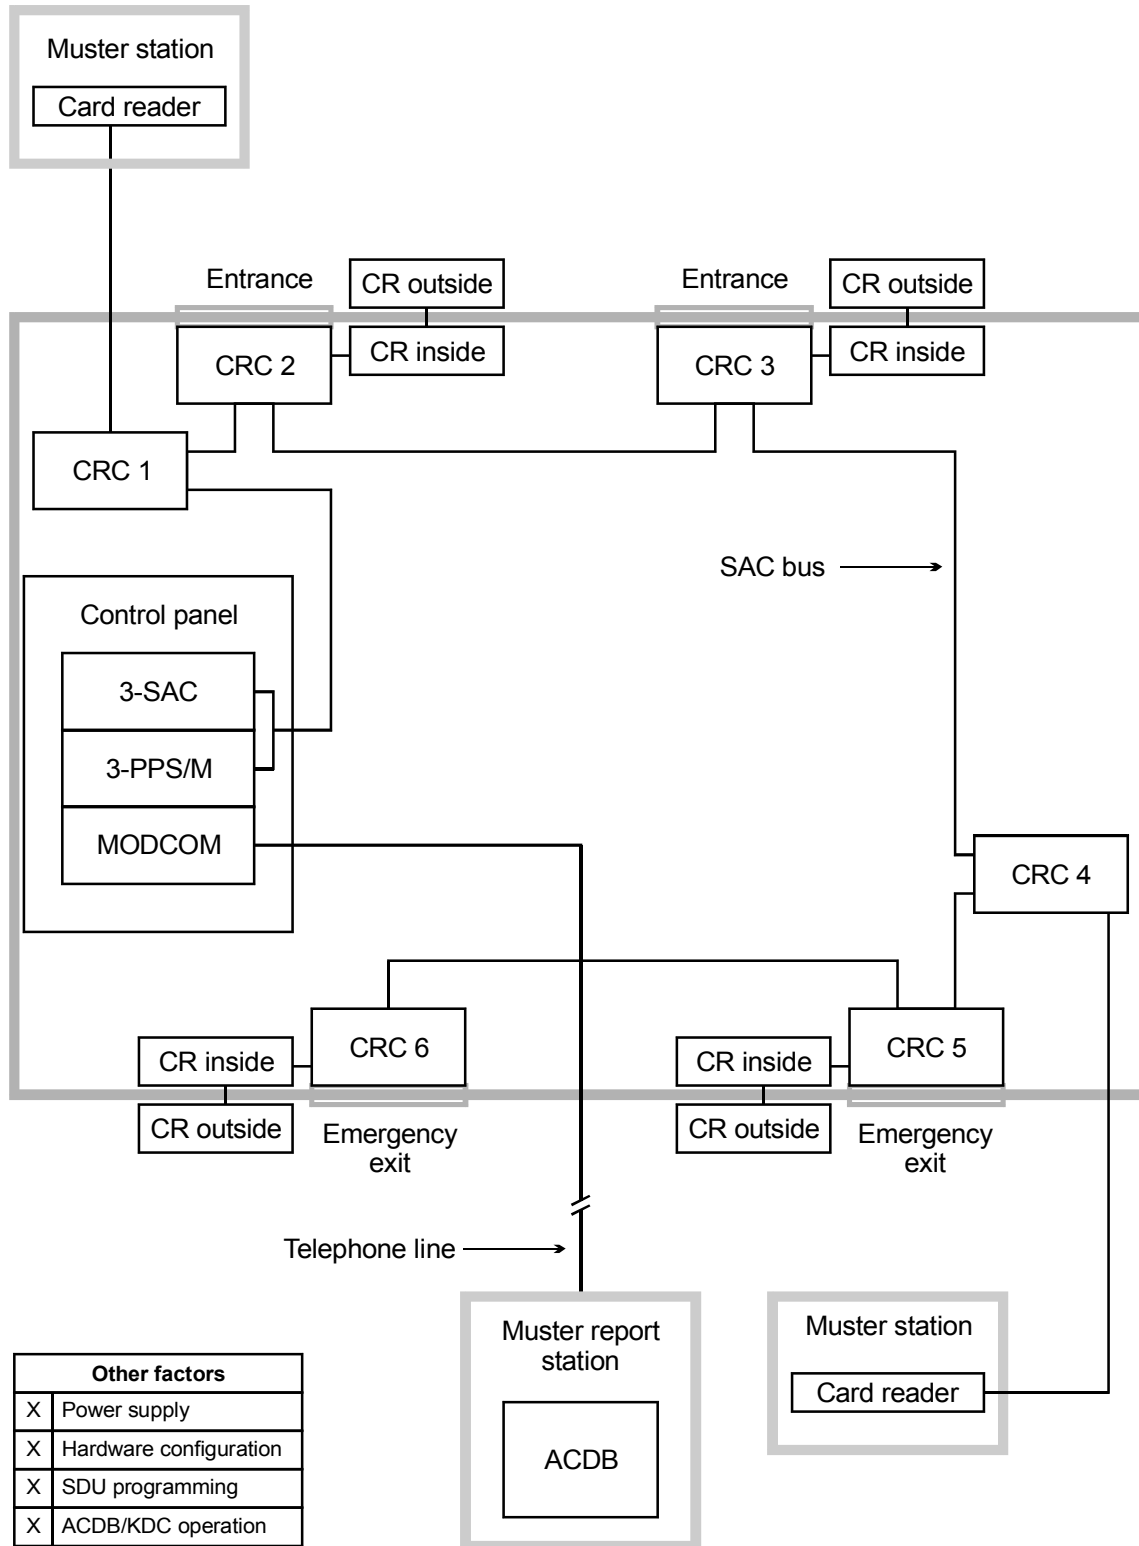 Muster station
Card reader
Entrance
CR outside
Entrance
CR outside
CRC 2
CR inside
CRC 3
CR inside
CRC 1
SAC bus
Control panel
3-SAC
3-PPS/M
MODCOM
CRC 4
CR inside
CRC 6
CR inside
CRC 5
CR outside
Emergency
exit
CR outside
Emergency
exit
Telephone line
Muster report
station
ACDB
Muster station
Card reader
Other factors
X Power supply
X Hardware configuration
X SDU programming
X ACDB/KDC operation